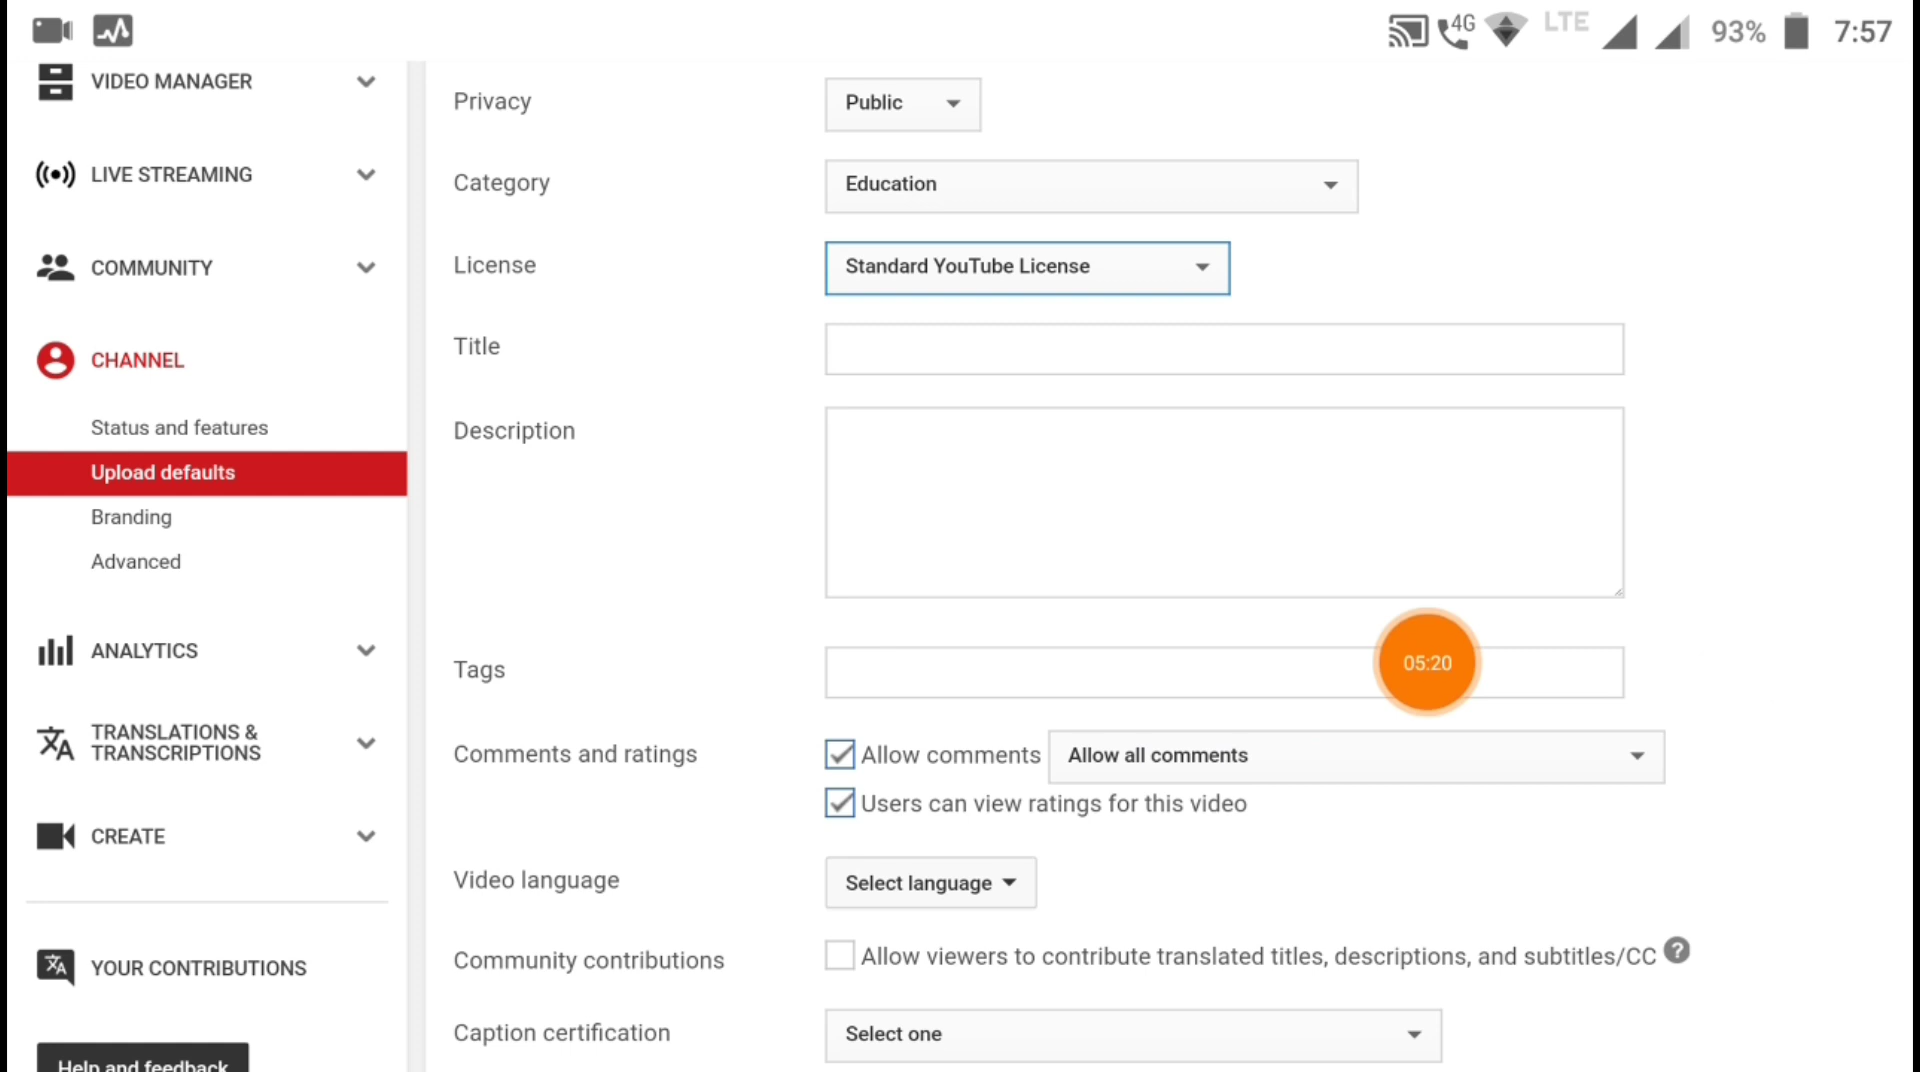 4G LTE 93% 7:57
VIDEO MANAGER
LIVE STREAMING
COMMUNITY
CHANNEL
Status and features
Upload defaults
Branding
Advanced
ANALYTICS
TRANSLATIONS &
TRANSCRIPTIONS
CREATE
YOUR CONTRIBUTIONS
Help and feedback
Privacy Public
Category Education
License Standard YouTube License
Title
Description
Tags 05:20
Comments and ratings Allow comments Allow all comments
Users can view ratings for this video
Video language Select language
Community contributions Allow viewers to contribute translated titles, descriptions, and subtitles/CC ?
Caption certification Select one